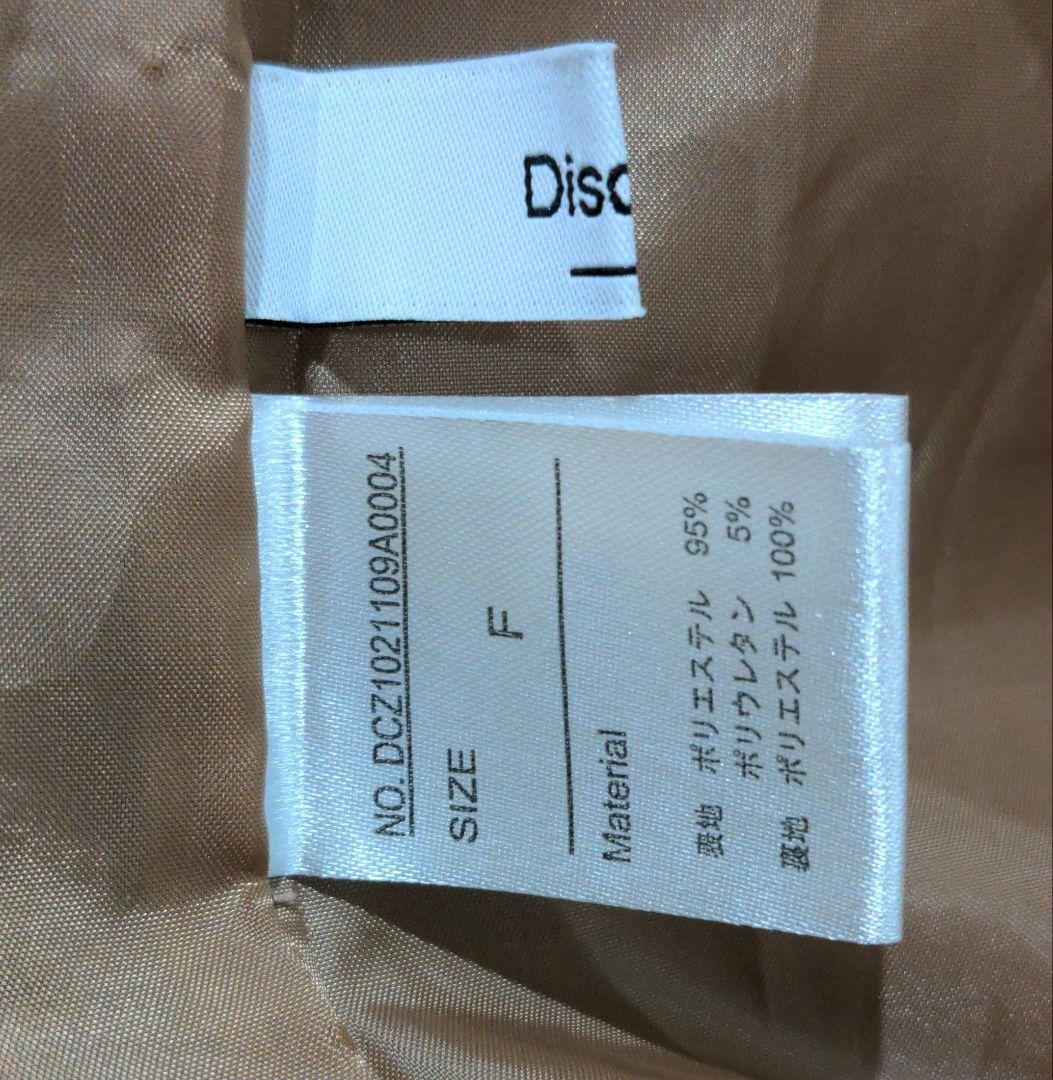 Disc
NO. DCZ1021109A0004
SIZE
F
Material
表地 ポリエステル 95%
ポリウレタン 5%
裏地 ポリエステル 100%